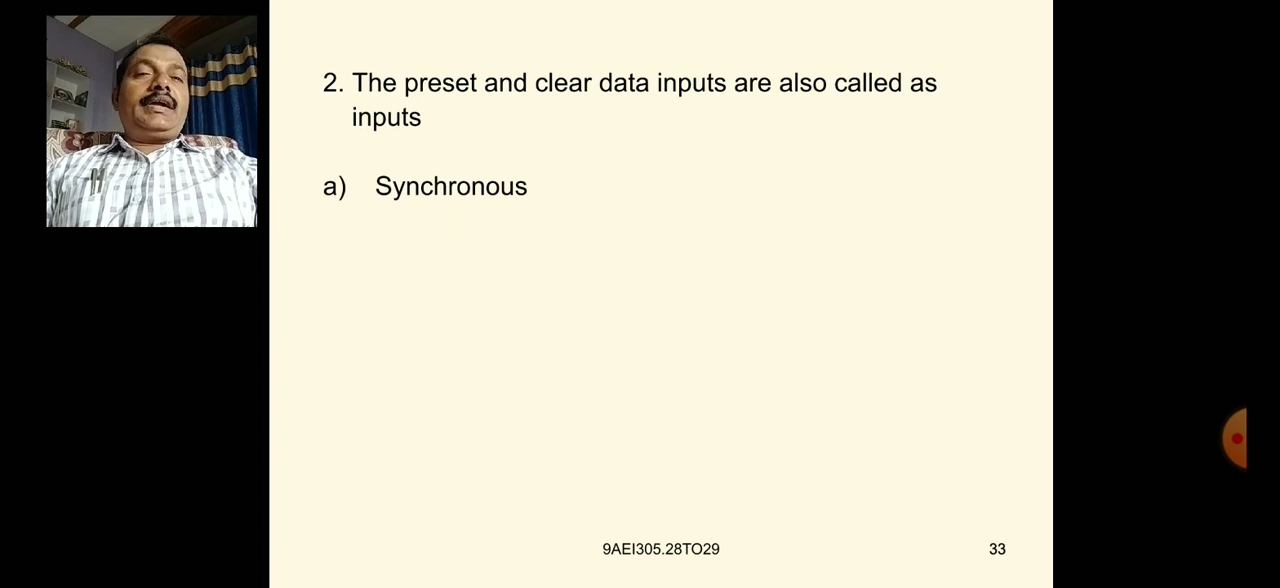 2. The preset and clear data inputs are also called as
inputs
a) Synchronous
9AEI305.28TO29
33